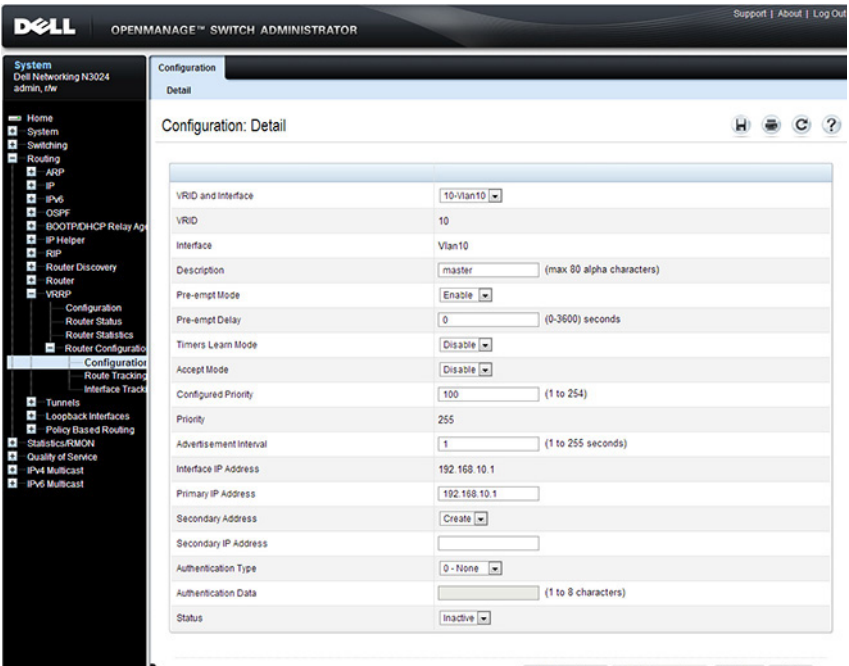 Support | About | Log Out
DELL OPENMANAGE™ SWITCH ADMINISTRATOR
System
Dell Networking N3024
admin, r/w
Home
System
Switching
Routing
ARP
IP
IPv6
OSPF
BOOTP/DHCP Relay Age
IP Helper
RIP
Router Discovery
Router
VRRP
Configuration
Router Status
Router Statistics
Router Configuratio
Configuration
Route Tracking
Interface Tracki
Tunnels
Loopback Interfaces
Policy Based Routing
Statistics/RMON
Quality of Service
IPv4 Multicast
IPv6 Multicast
Configuration
Detail
Configuration: Detail
VRID and Interface 10-Vlan10
VRID 10
Interface Vlan10
Description master (max 80 alpha characters)
Pre-empt Mode Enable
Pre-empt Delay 0 (0-3600) seconds
Timers Learn Mode Disable
Accept Mode Disable
Configured Priority 100 (1 to 254)
Priority 255
Advertisement Interval 1 (1 to 255 seconds)
Interface IP Address 192.168.10.1
Primary IP Address 192.168.10.1
Secondary Address Create
Secondary IP Address
Authentication Type 0 - None
Authentication Data (1 to 8 characters)
Status Inactive